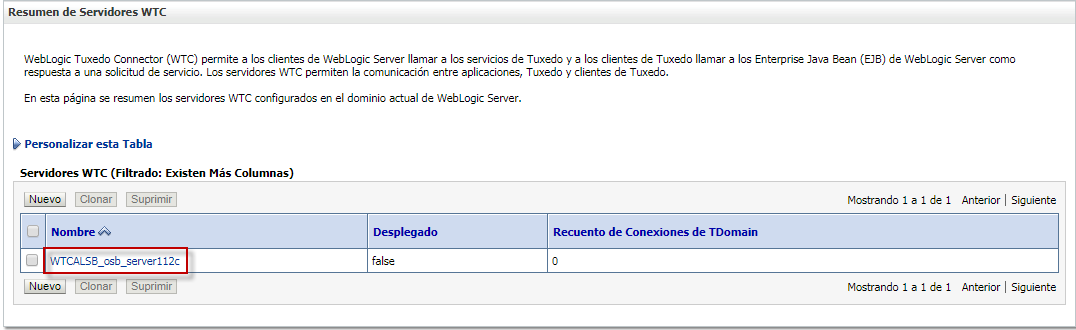 Resumen de Servidores WTC
WebLogic Tuxedo Connector (WTC) permite a los clientes de WebLogic Server llamar a los servicios de Tuxedo y a los clientes de Tuxedo llamar a los Enterprise Java Bean (EJB) de WebLogic Server como
respuesta a una solicitud de servicio. Los servidores WTC permiten la comunicación entre aplicaciones, Tuxedo y clientes de Tuxedo.
En esta página se resumen los servidores WTC configurados en el dominio actual de WebLogic Server.
Personalizar esta Tabla
Servidores WTC (Filtrado: Existen Más Columnas)
Nuevo Clonar Suprimir Mostrando 1 a 1 de 1 Anterior | Siguiente
Nombre Desplegado Recuento de Conexiones de TDomain
WTCALSB_osb_server112c false 0
Nuevo Clonar Suprimir Mostrando 1 a 1 de 1 Anterior | Siguiente